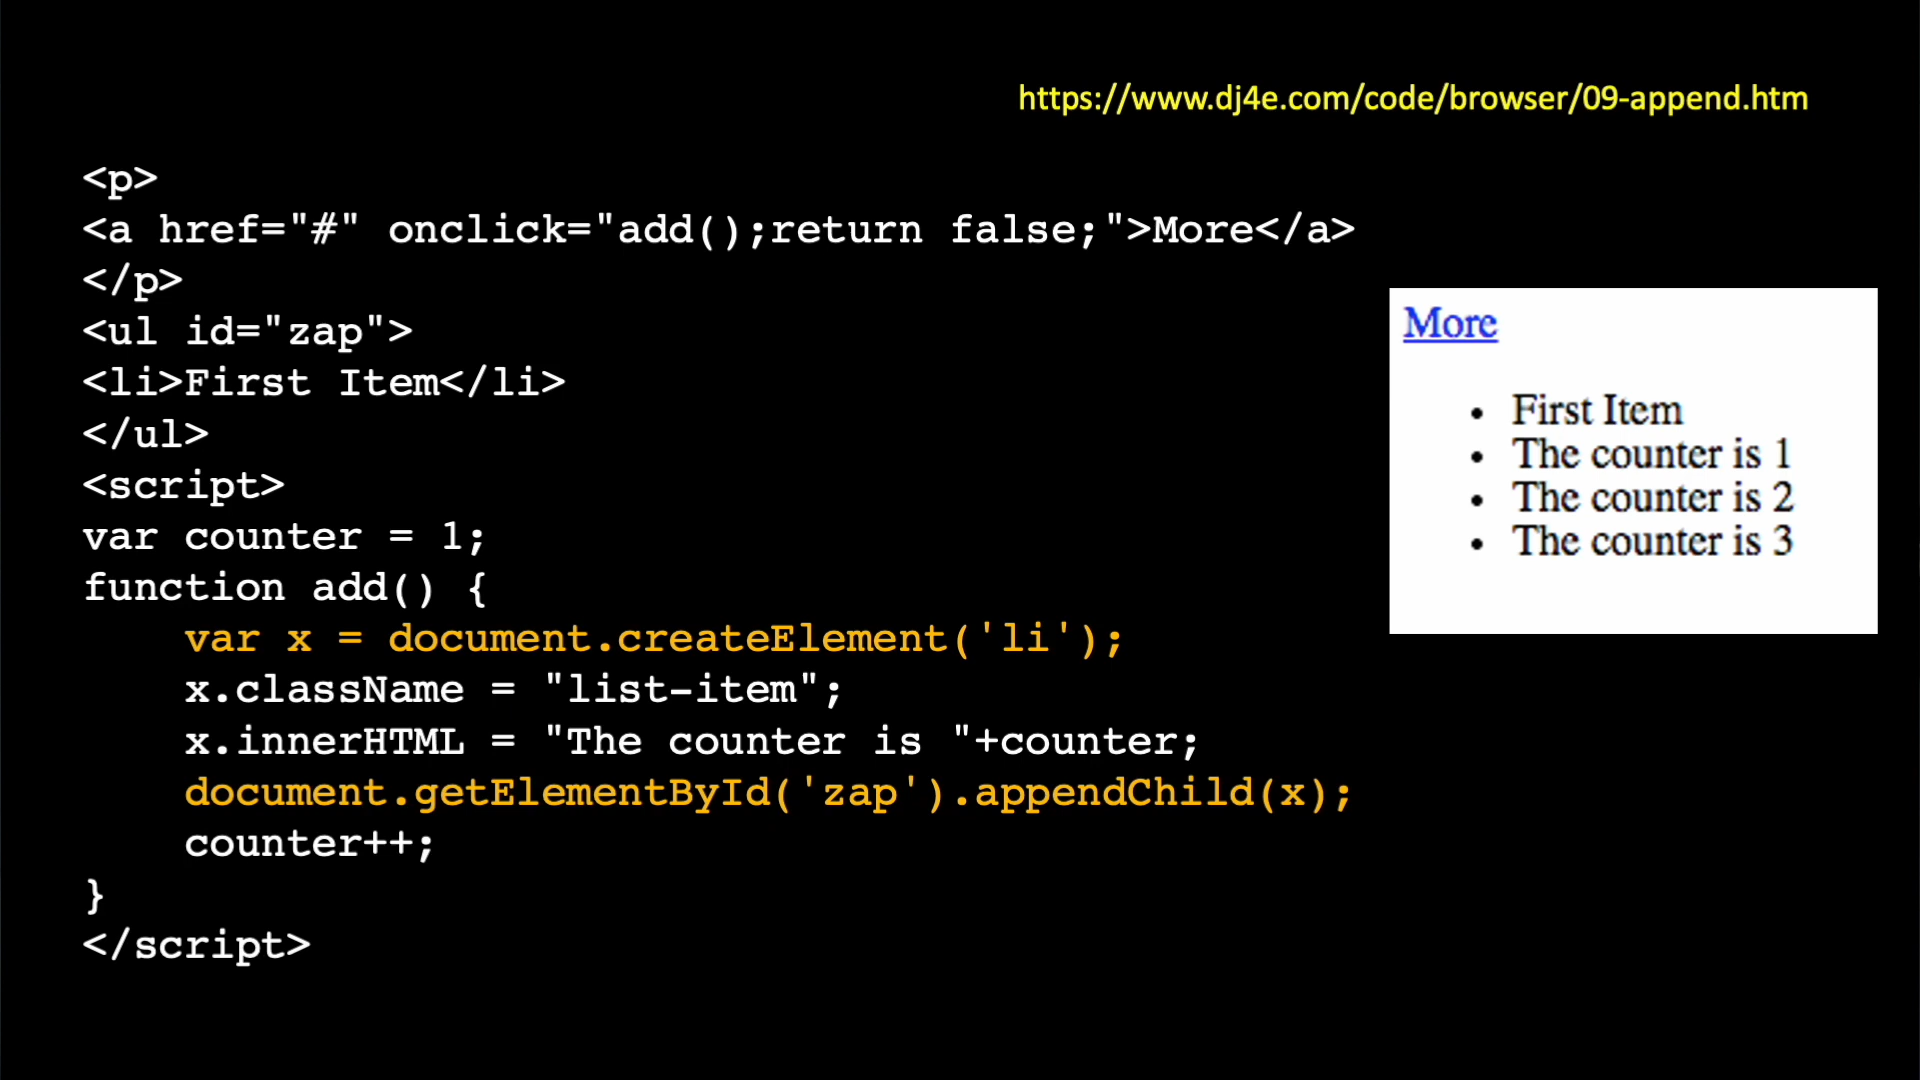 https://www.dj4e.com/code/browser/09-append.htm
<p>
<a href="#" onclick="add();return false;">More</a>
</p>
<ul id="zap">
<li>First Item</li>
</ul>
<script>
var counter = 1;
function add() {
    var x = document.createElement('li');
    x.className = "list-item";
    x.innerHTML = "The counter is "+counter;
    document.getElementById('zap').appendChild(x);
    counter++;
}
</script>
More
• First Item
• The counter is 1
• The counter is 2
• The counter is 3